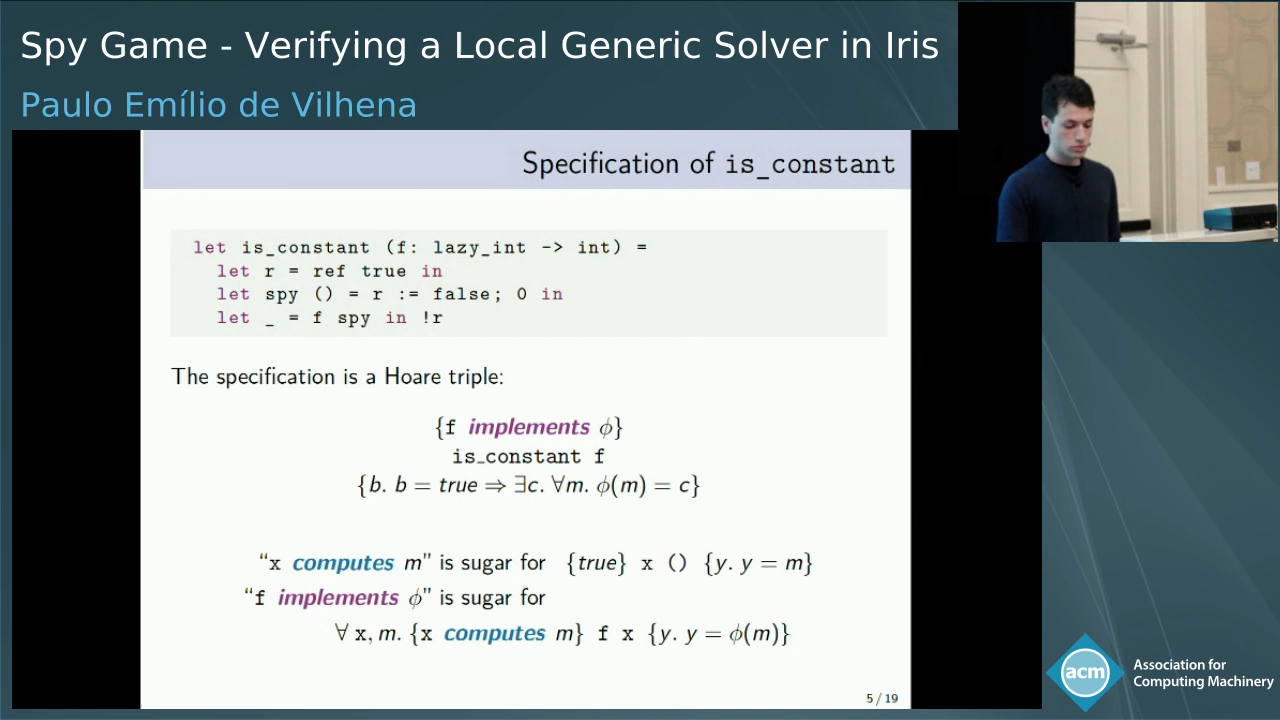 Spy Game - Verifying a Local Generic Solver in Iris
Paulo Emílio de Vilhena
Specification of is_constant
let is_constant (f: lazy_int -> int) =
let r = ref true in
let spy () = r := false; 0 in
let _ = f spy in !r
The specification is a Hoare triple:
{f implements ϕ}
is_constant f
{b. b = true ⇒ ∃c. ∀m. ϕ(m) = c}
“x computes m” is sugar for {true} x () {y. y = m}
“f implements ϕ” is sugar for
∀ x, m. {x computes m} f x {y. y = ϕ(m)}
5 / 19
acm
Association for
Computing Machinery